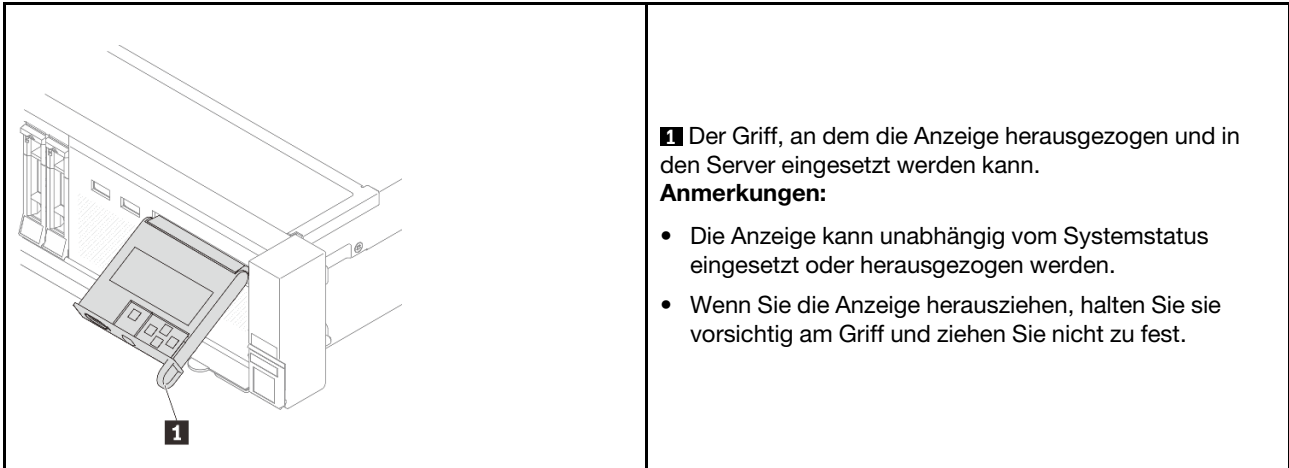 1 Der Griff, an dem die Anzeige herausgezogen und in
den Server eingesetzt werden kann.
Anmerkungen:
• Die Anzeige kann unabhängig vom Systemstatus
eingesetzt oder herausgezogen werden.
• Wenn Sie die Anzeige herausziehen, halten Sie sie
vorsichtig am Griff und ziehen Sie nicht zu fest.
1